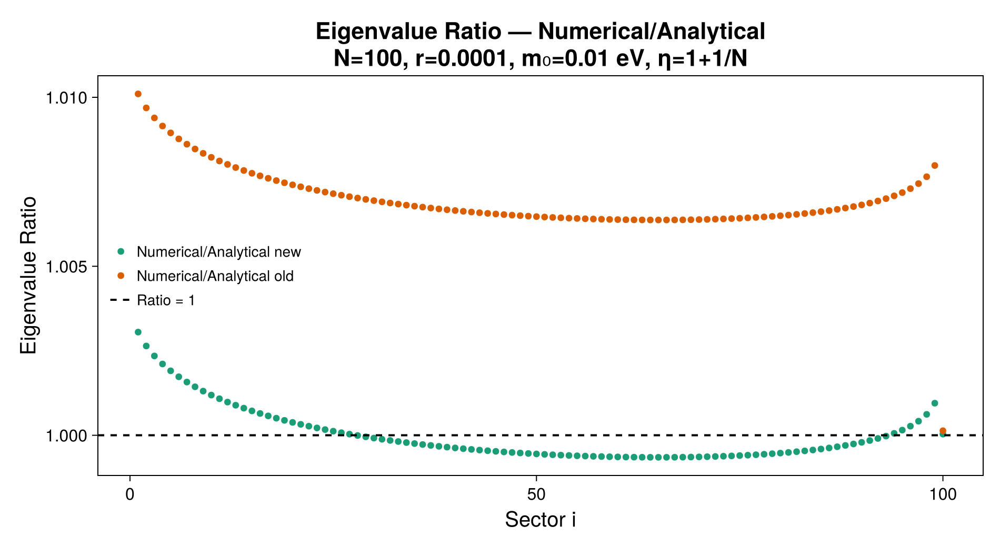 Eigenvalue Ratio — Numerical/Analytical
N=100, r=0.0001, m₀=0.01 eV, η=1+1/N
1.010
1.005
1.000
Eigenvalue Ratio
Numerical/Analytical new
Numerical/Analytical old
Ratio = 1
0
50
100
Sector i